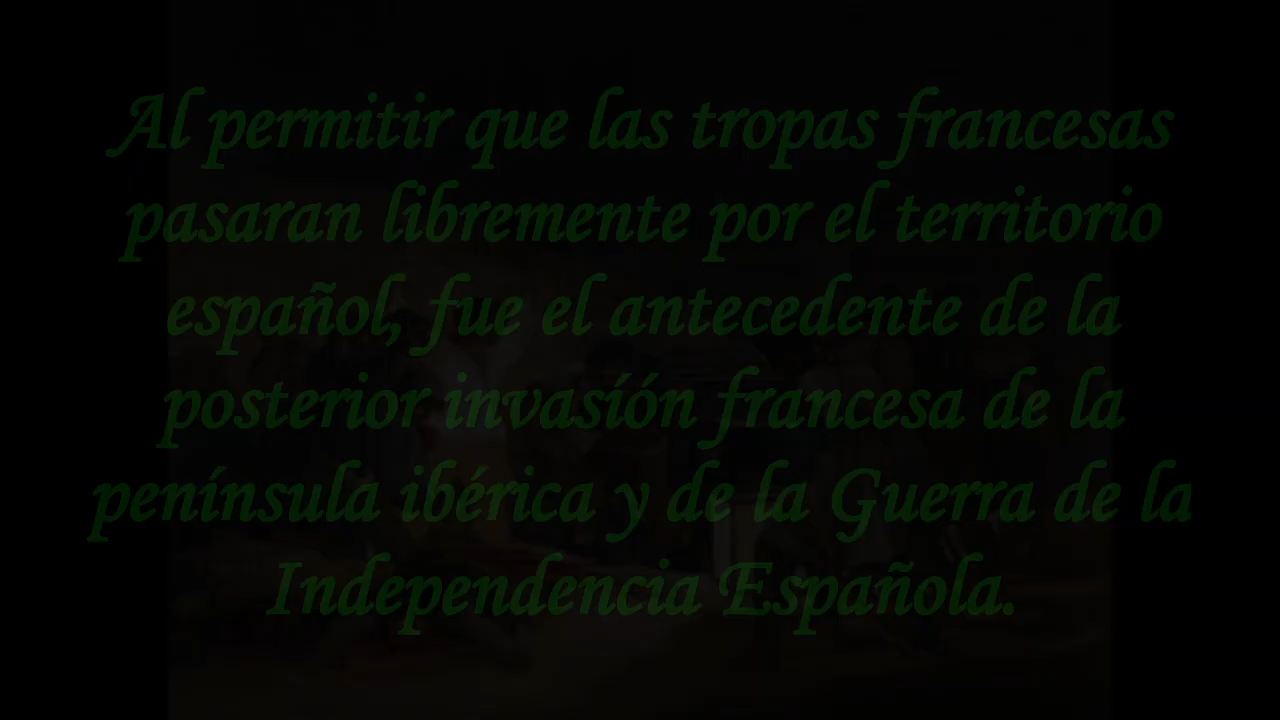 Al permitir que las tropas francesas
pasaran libremente por el territorio
español, fue el antecedente de la
posterior invasíón francesa de la
península ibérica y de la Guerra de la
Independencia Española.